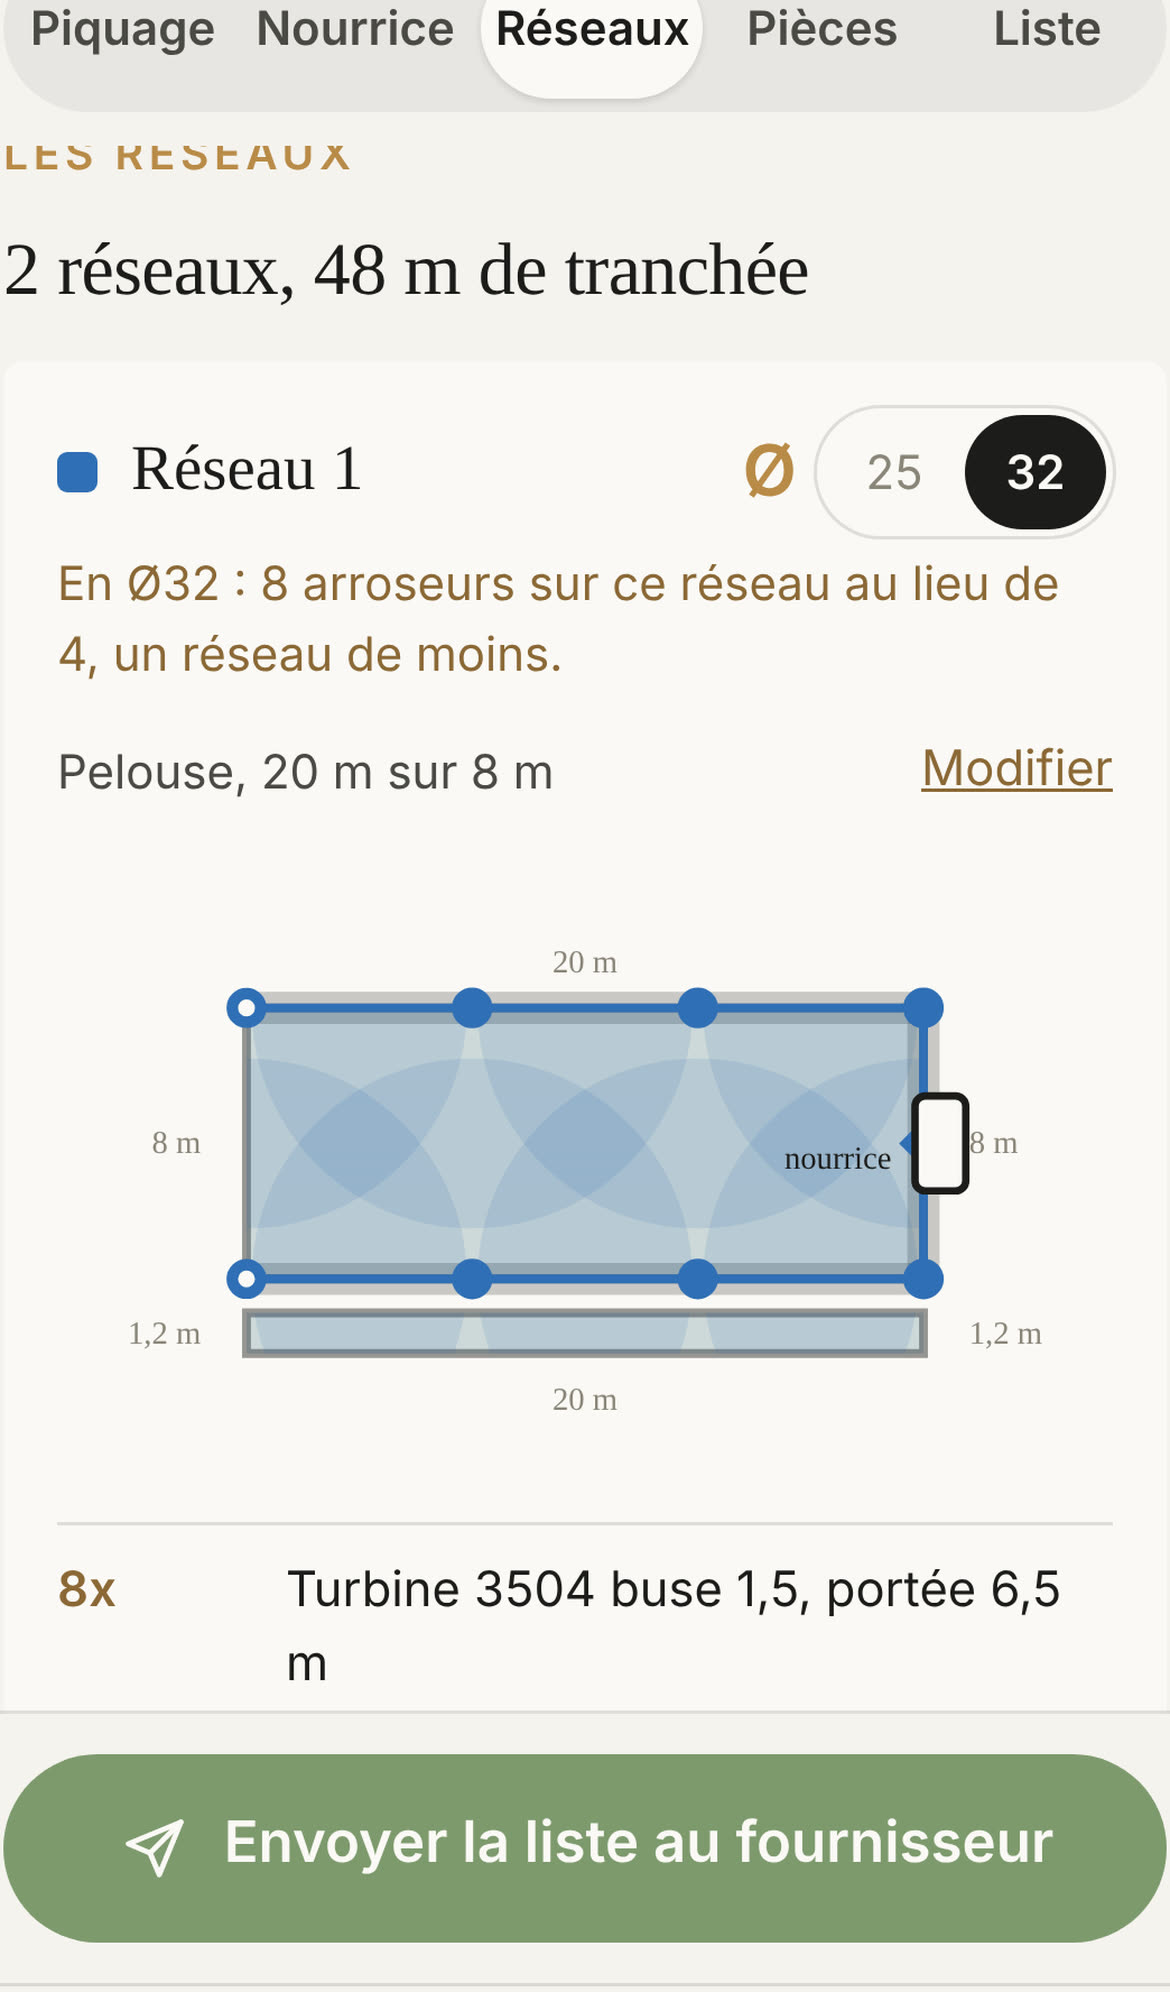 Piquage Nourrice Réseaux Pièces Liste
LES RÉSEAUX
2 réseaux, 48 m de tranchée
Réseau 1 Ø 25 32
En Ø32 : 8 arroseurs sur ce réseau au lieu de
4, un réseau de moins.
Pelouse, 20 m sur 8 m Modifier
20 m
8 m nourrice 8 m
1,2 m 1,2 m
20 m
8x Turbine 3504 buse 1,5, portée 6,5
m
Envoyer la liste au fournisseur